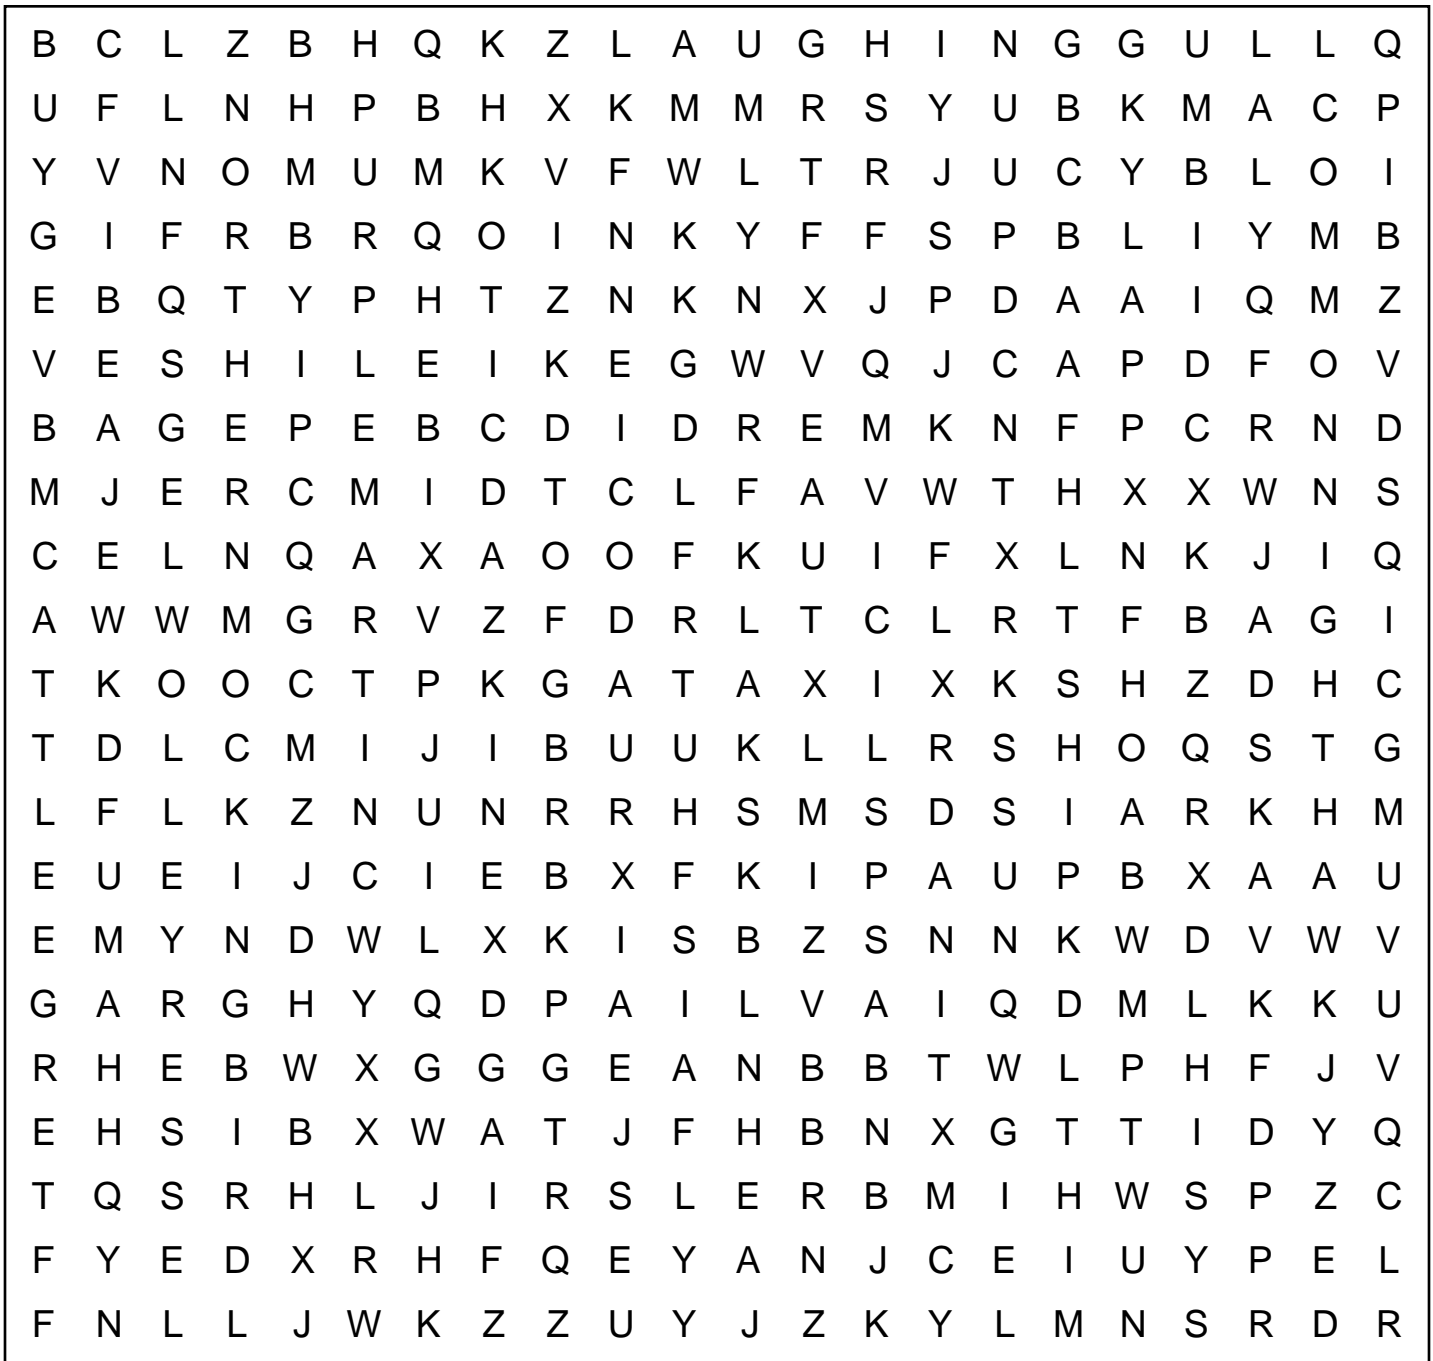 B C L Z B H Q K Z L A U G H I N G G U L L Q
U F L N H P B H X K M M R S Y U B K M A C P
Y V N O M U M K V F W L T R J U C Y B L O I
G I F R B R Q O I N K Y F F S P B L I Y M B
E B Q T Y P H T Z N K N X J P D A A I Q M Z
V E S H I L E I K E G W V Q J C A P D F O V
B A G E P E B C D I D R E M K N F P C R N D
M J E R C M I D T C L F A V W T H X X W N S
C E L N Q A X A O O F K U I F X L N K J I Q
A W W M G R V Z F D R L T C L R T F B A G I
T K O O C T P K G A T A X I X K S H Z D H C
T D L C M I J I B U U K L L R S H O Q S T G
L F L K Z N U N R R H S M S D S I A R K H M
E U E I J C I E B X F K I P A U P B X A A U
E M Y N D W L X K I S B Z S N N K W D V W V
G A R G H Y Q D P A I L V A I Q D M L K K U
R H E B W X G G G E A N B B T W L P H F J V
E H S I B X W A T J F H B N X G T T I D Y Q
T Q S R H L J I R S L E R B M I H W S P Z C
F Y E D X R H F Q E Y A N J C E I U Y P E L
F N L L J W K Z Z U Y J Z K Y L M N S R D R